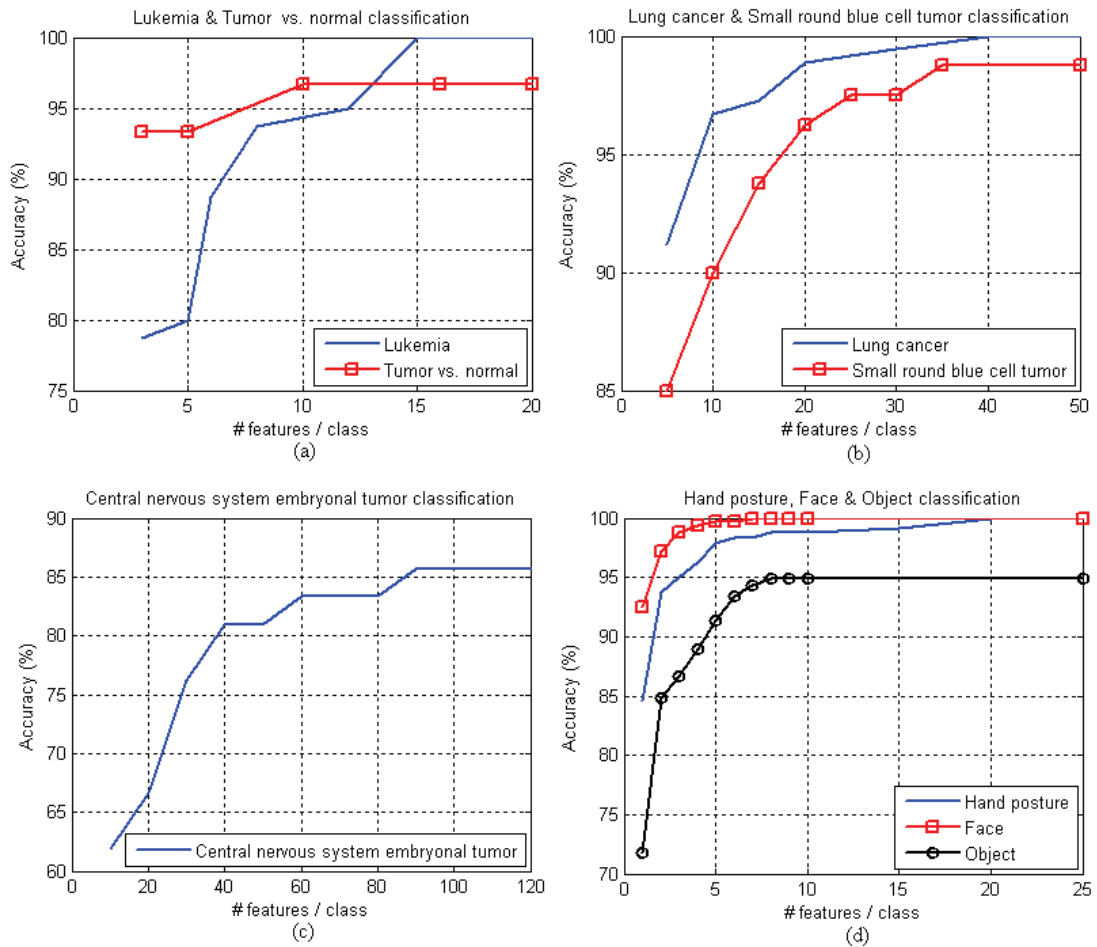 Lukemia & Tumor vs. normal classification
100
95
90
85
80
75
0
5
10
15
20
Accuracy (%)
# features / class
Lukemia
Tumor vs. normal
(a)
Lung cancer & Small round blue cell tumor classification
100
95
90
85
0
10
20
30
40
50
Accuracy (%)
# features / class
Lung cancer
Small round blue cell tumor
(b)
Central nervous system embryonal tumor classification
90
85
80
75
70
65
60
0
20
40
60
80
100
120
Accuracy (%)
# features / class
Central nervous system embryonal tumor
(c)
Hand posture, Face & Object classification
100
95
90
85
80
75
70
0
5
10
15
20
25
Accuracy (%)
# features / class
Hand posture
Face
Object
(d)